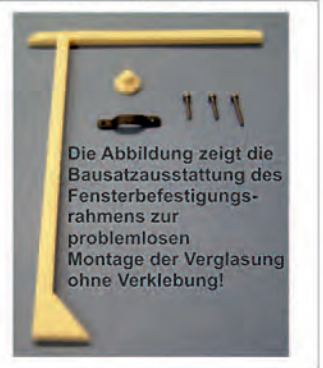 Die Abbildung zeigt die
Bausatzausstattung des
Fensterbefestigungs-
rahmens zur
problemlosen
Montage der Verglasung
ohne Verklebung!